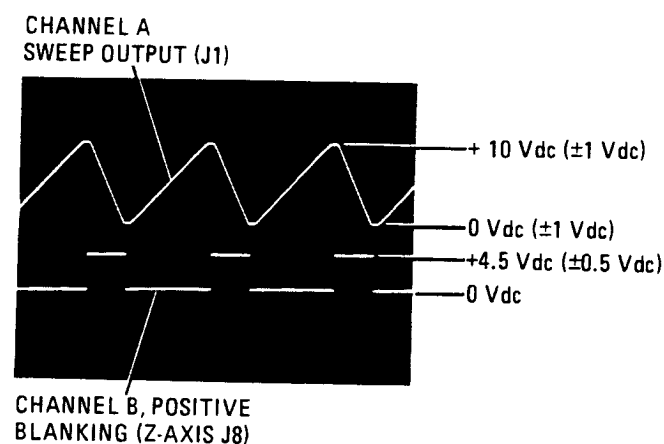 CHANNEL A
SWEEP OUTPUT (J1)
+ 10 Vdc (±1 Vdc)
0 Vdc (±1 Vdc)
+4.5 Vdc (±0.5 Vdc)
0 Vdc
CHANNEL B, POSITIVE
BLANKING (Z-AXIS J8)